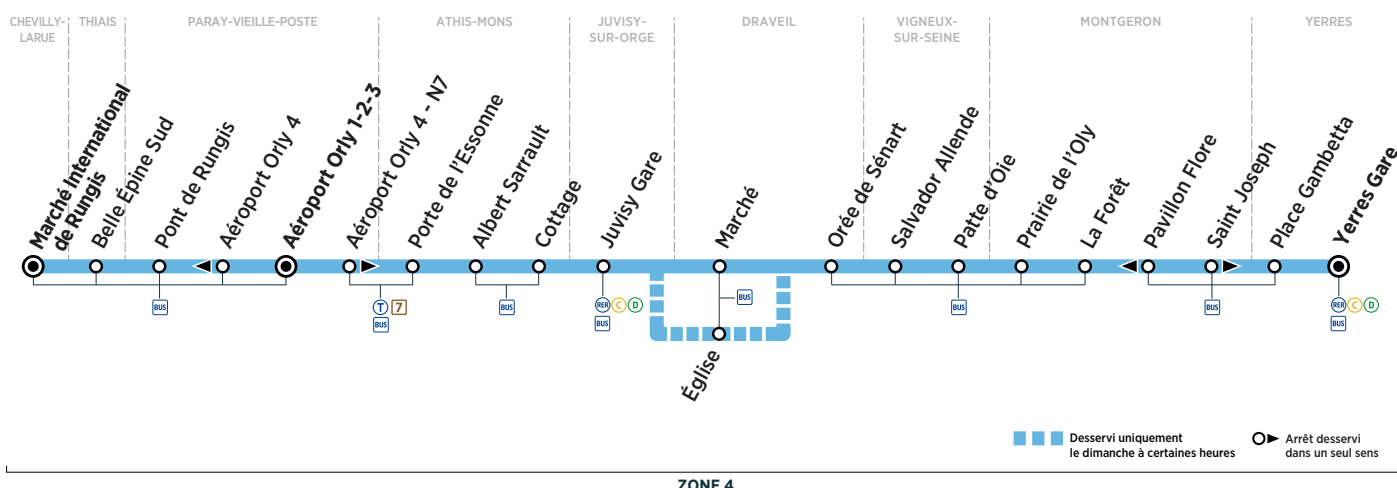 CHEVILLY-
LARUE
THIAIS
PARAY-VIEILLE-POSTE
ATHIS-MONS
JUVISY-
SUR-ORGE
DRAVEIL
VIGNEUX-
SUR-SEINE
MONTGERON
YERRES
Marché International
de Rungis
Belle Épine Sud
Pont de Rungis
Aéroport Orly 4
Aéroport Orly 1-2-3
Aéroport Orly 4 - N7
Porte de l'Essonne
Albert Sarrault
Cottage
Juvisy Gare
Marché
Orée de Sénart
Salvador Allende
Patte d'Oie
Prairie de l'Oly
La Forêt
Pavillon Flore
Saint Joseph
Place Gambetta
Yerres Gare
BUS
T 7
BUS
BUS
RER C D
BUS
BUS
Église
BUS
BUS
RER C D
BUS
Desservi uniquement
le dimanche à certaines heures
Arrêt desservi
dans un seul sens
ZONE 4